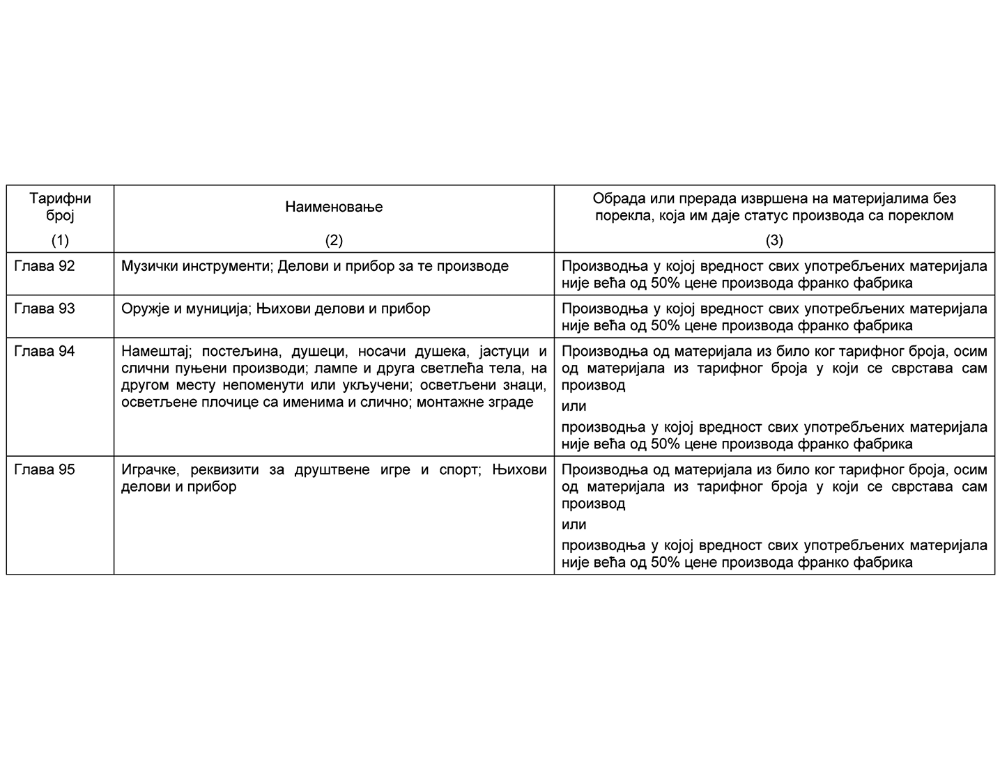 Тарифни
број
(1)
Наименовање
(2)
Обрада или прерада извршена на материјалима без
порекла, која им даје статус производа са пореклом
(3)
Глава 92
Музички инструменти; Делови и прибор за те производе
Производња у којој вредност свих употребљених материјала
није већа од 50% цене производа франко фабрика
Глава 93
Оружје и муниција; Њихови делови и прибор
Производња у којој вредност свих употребљених материјала
није већа од 50% цене производа франко фабрика
Глава 94
Намештај; постељина, душеци, носачи душека, јастуци и
слични пуњени производи; лампе и друга светлећа тела, на
другом месту непоменути или укључени; осветљени знаци,
осветљене плочице са именима и слично; монтажне зграде
Производња од материјала из било ког тарифног броја, осим
од материјала из тарифног броја у који се сврстава сам
производ
или
производња у којој вредност свих употребљених материјала
није већа од 50% цене производа франко фабрика
Глава 95
Играчке, реквизити за друштвене игре и спорт; Њихови
делови и прибор
Производња од материјала из било ког тарифног броја, осим
од материјала из тарифног броја у који се сврстава сам
производ
или
производња у којој вредност свих употребљених материјала
није већа од 50% цене производа франко фабрика